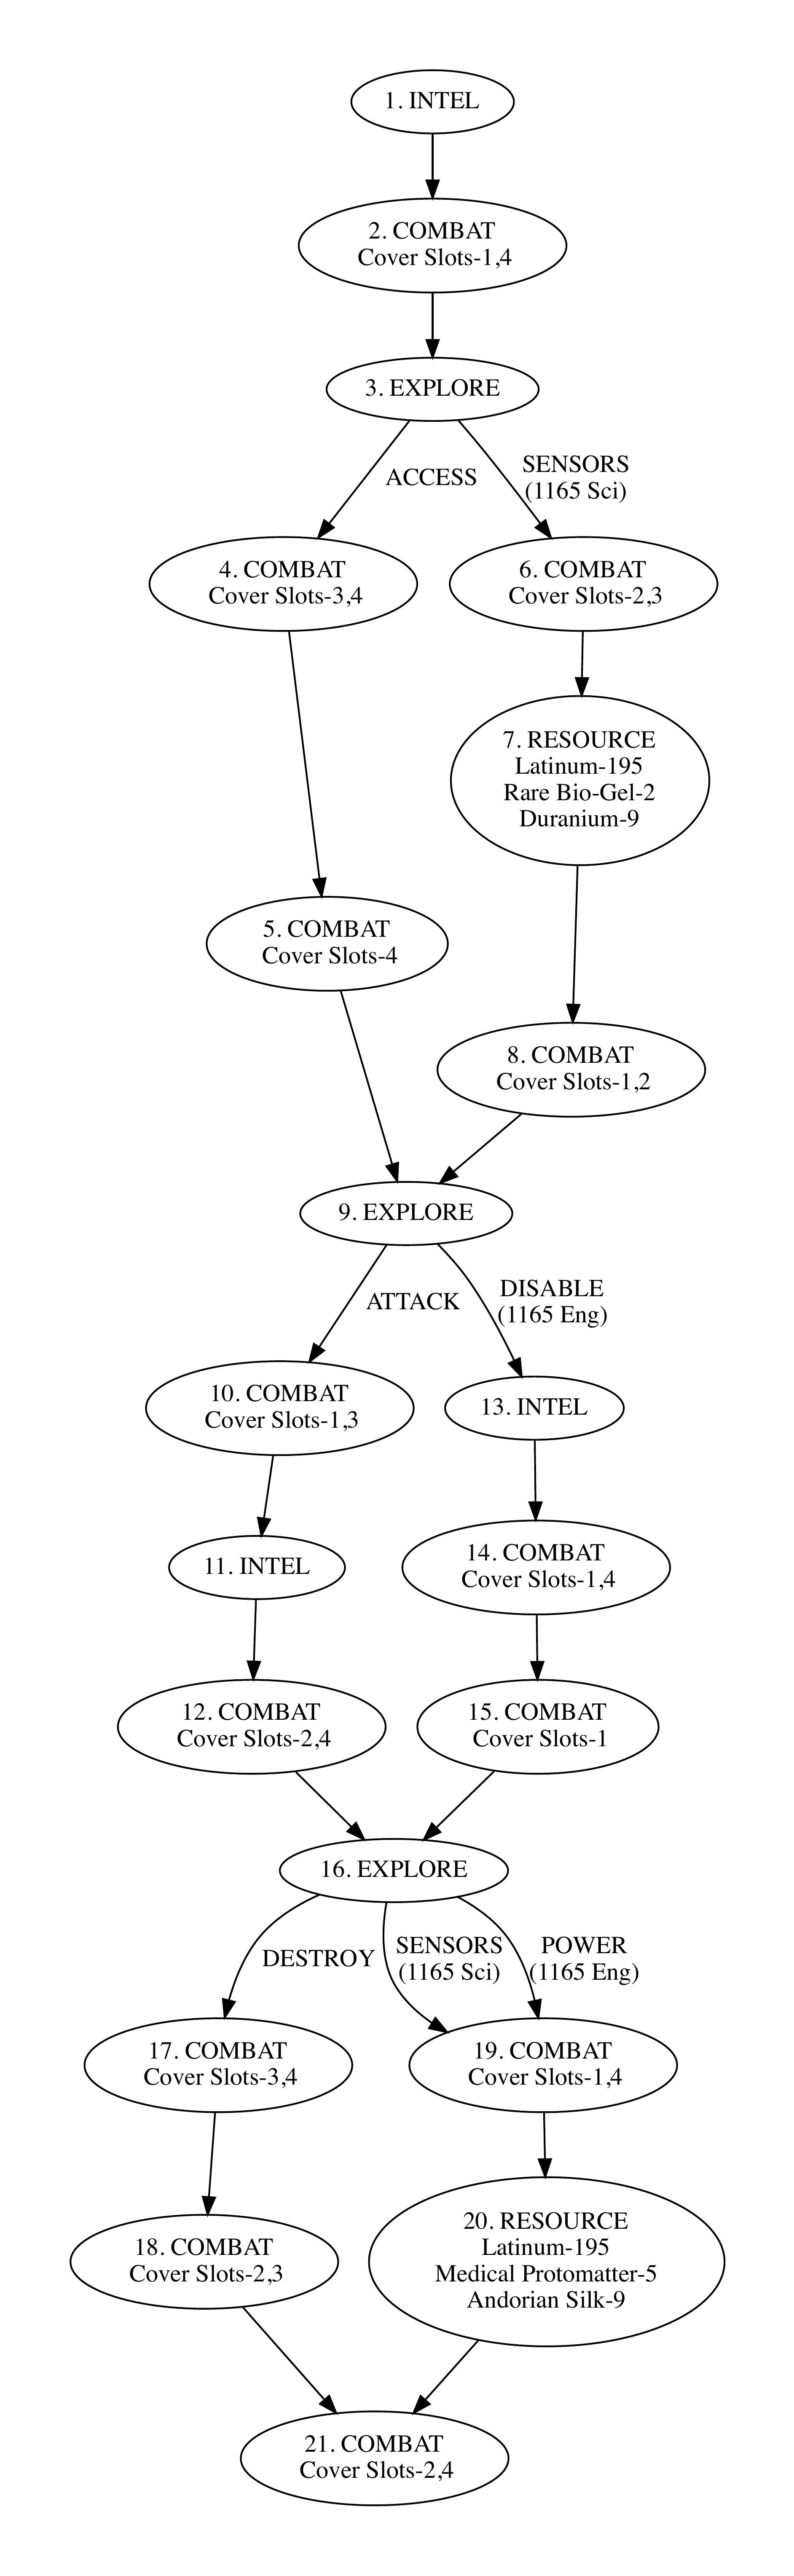 1. INTEL
2. COMBAT
Cover Slots-1,4
3. EXPLORE
ACCESS
SENSORS
(1165 Sci)
4. COMBAT
Cover Slots-3,4
6. COMBAT
Cover Slots-2,3
7. RESOURCE
Latinum-195
Rare Bio-Gel-2
Duranium-9
5. COMBAT
Cover Slots-4
8. COMBAT
Cover Slots-1,2
9. EXPLORE
ATTACK
DISABLE
(1165 Eng)
10. COMBAT
Cover Slots-1,3
13. INTEL
11. INTEL
14. COMBAT
Cover Slots-1,4
12. COMBAT
Cover Slots-2,4
15. COMBAT
Cover Slots-1
16. EXPLORE
DESTROY
SENSORS
(1165 Sci)
POWER
(1165 Eng)
17. COMBAT
Cover Slots-3,4
19. COMBAT
Cover Slots-1,4
18. COMBAT
Cover Slots-2,3
20. RESOURCE
Latinum-195
Medical Protomatter-5
Andorian Silk-9
21. COMBAT
Cover Slots-2,4